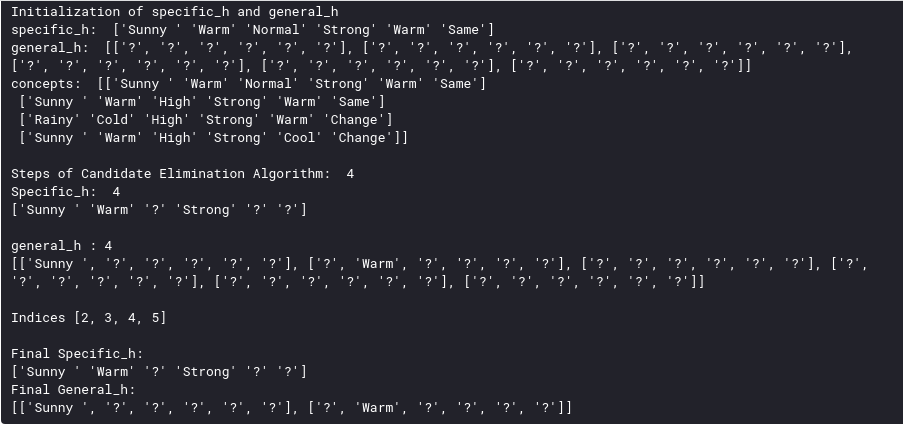 Initialization of specific_h and general_h
specific_h:  ['Sunny ' 'Warm' 'Normal' 'Strong' 'Warm' 'Same']
general_h:  [['?', '?', '?', '?', '?', '?'], ['?', '?', '?', '?', '?', '?'], ['?', '?', '?', '?', '?', '?'],
['?', '?', '?', '?', '?', '?'], ['?', '?', '?', '?', '?', '?'], ['?', '?', '?', '?', '?', '?']]
concepts:  [['Sunny ' 'Warm' 'Normal' 'Strong' 'Warm' 'Same']
 ['Sunny ' 'Warm' 'High' 'Strong' 'Warm' 'Same']
 ['Rainy' 'Cold' 'High' 'Strong' 'Warm' 'Change']
 ['Sunny ' 'Warm' 'High' 'Strong' 'Cool' 'Change']]
Steps of Candidate Elimination Algorithm:  4
Specific_h:  4
['Sunny ' 'Warm' '?' 'Strong' '?' '?']
general_h : 4
[['Sunny ', '?', '?', '?', '?', '?'], ['?', 'Warm', '?', '?', '?', '?'], ['?', '?', '?', '?', '?', '?'], ['?',
'?', '?', '?', '?', '?'], ['?', '?', '?', '?', '?', '?'], ['?', '?', '?', '?', '?', '?']]
Indices [2, 3, 4, 5]
Final Specific_h:
['Sunny ' 'Warm' '?' 'Strong' '?' '?']
Final General_h:
[['Sunny ', '?', '?', '?', '?', '?'], ['?', 'Warm', '?', '?', '?', '?']]